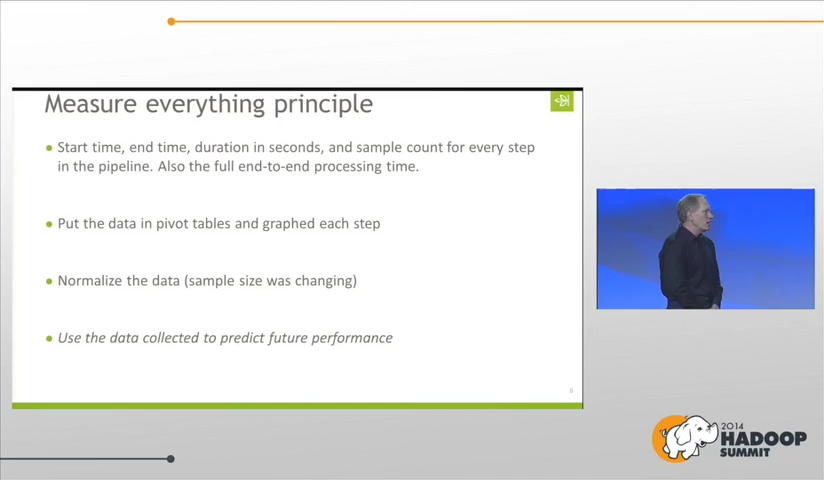 Measure everything principle
Start time, end time, duration in seconds, and sample count for every step
in the pipeline. Also the full end-to-end processing time.
Put the data in pivot tables and graphed each step
Normalize the data (sample size was changing)
Use the data collected to predict future performance
6
2014
HADOOP
SUMMIT